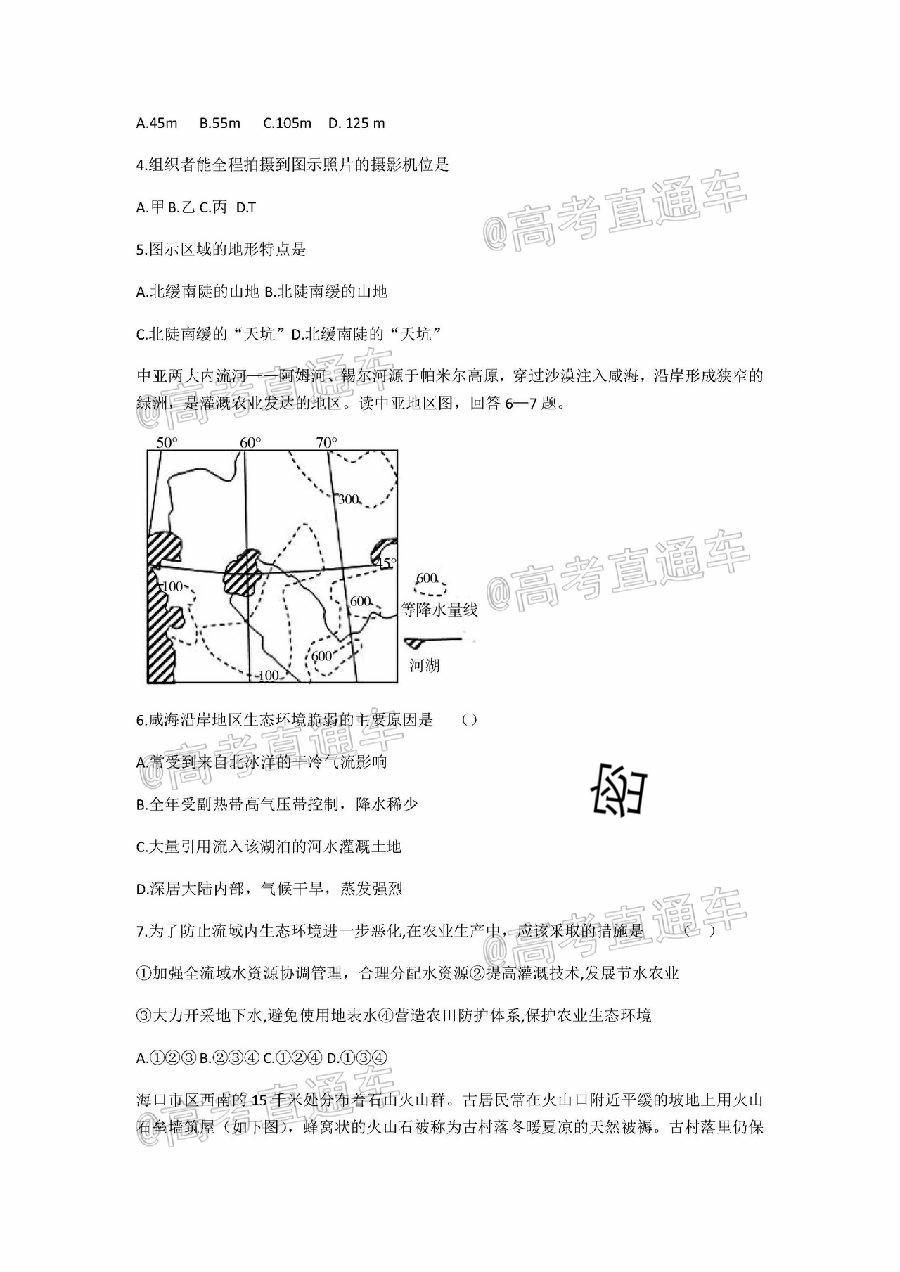 A.45m B.55m C.105m D. 125 m
4.组织者能全程拍摄到图示照片的摄影机位是
A.甲 B.乙 C.丙 D.T
@高考直通车
5.图示区域的地形特点是
A.北缓南陡的山地 B.北陡南缓的山地
C.北陡南缓的“天坑”D.北缓南陡的“天坑”
中亚两大内流河——阿姆河、锡尔河源于帕米尔高原，穿过沙漠注入咸海，沿岸形成狭窄的
绿洲，是灌溉农业发达的地区。读中亚地区图，回答 6—7 题。
@高考直通车
50° 60° 70°
300
45°
100
600
600
100
600
等降水量线
河湖
@高考直通车
6.咸海沿岸地区生态环境脆弱的主要原因是 （）
@高考直通车
A.常受到来自北冰洋的干冷气流影响
B.全年受副热带高气压带控制，降水稀少
密
C.大量引用流入该湖泊的河水灌溉土地
D.深居大陆内部，气候干旱，蒸发强烈
7.为了防止流域内生态环境进一步恶化,在农业生产中，应该采取的措施是 （ ）
@高考直通车
①加强全流域水资源协调管理，合理分配水资源②提高灌溉技术,发展节水农业
③大力开采地下水,避免使用地表水④营造农田防护体系,保护农业生态环境
A.①②③ B.②③④ C.①②④ D.①③④
海口市区西南的 15 千米处分布着石山火山群。古居民常在火山口附近平缓的坡地上用火山
石垒墙筑屋（如下图），蜂窝状的火山石被称为古村落冬暖夏凉的天然被褥。古村落里仍保
@高考直通车